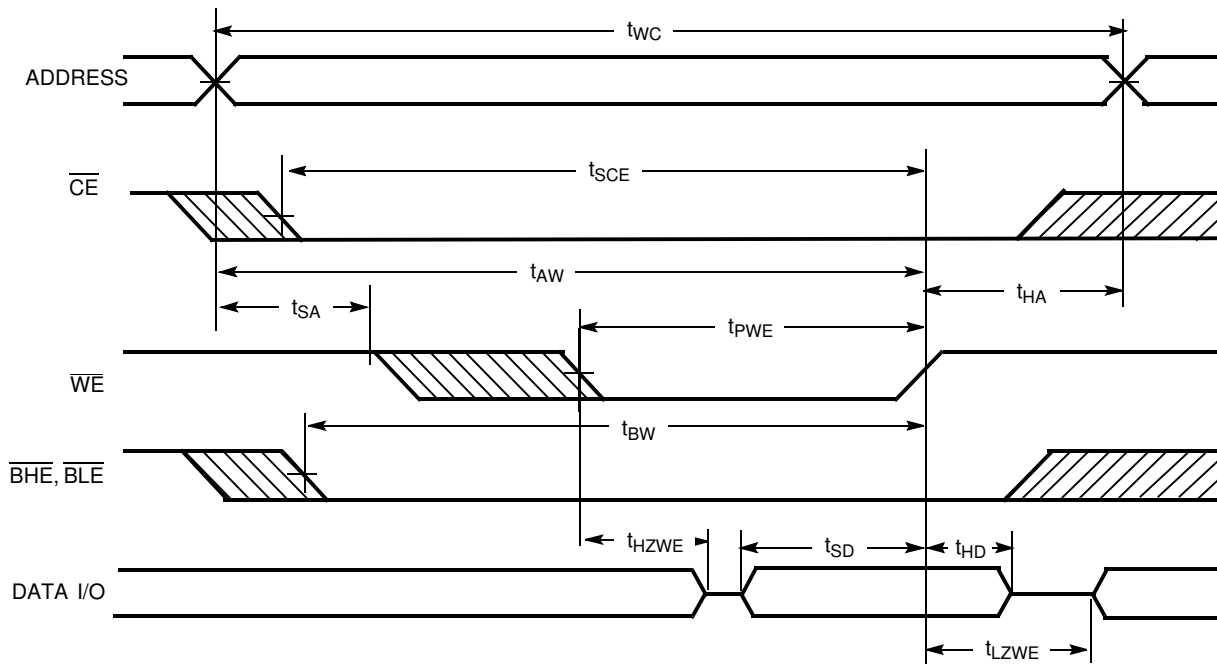 tWC
ADDRESS
CE
tSCE
tAW
tSA
tHA
tPWE
WE
tBW
BHE, BLE
tHZWE
tSD
tHD
DATA I/O
tLZWE